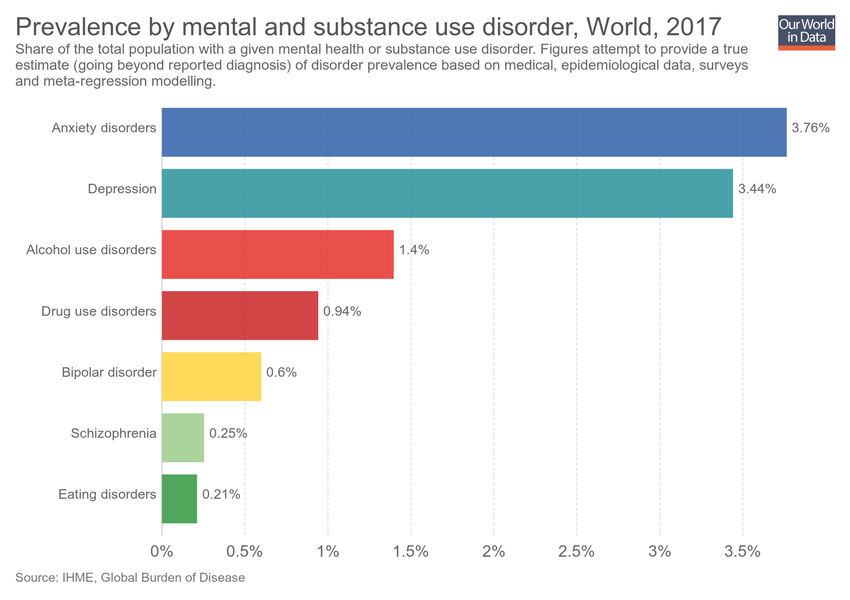 Prevalence by mental and substance use disorder, World, 2017
Our World
in Data
Share of the total population with a given mental health or substance use disorder. Figures attempt to provide a true
estimate (going beyond reported diagnosis) of disorder prevalence based on medical, epidemiological data, surveys
and meta-regression modelling.
Anxiety disorders 3.76%
Depression 3.44%
Alcohol use disorders 1.4%
Drug use disorders 0.94%
Bipolar disorder 0.6%
Schizophrenia 0.25%
Eating disorders 0.21%
0% 0.5% 1% 1.5% 2% 2.5% 3% 3.5%
Source: IHME, Global Burden of Disease